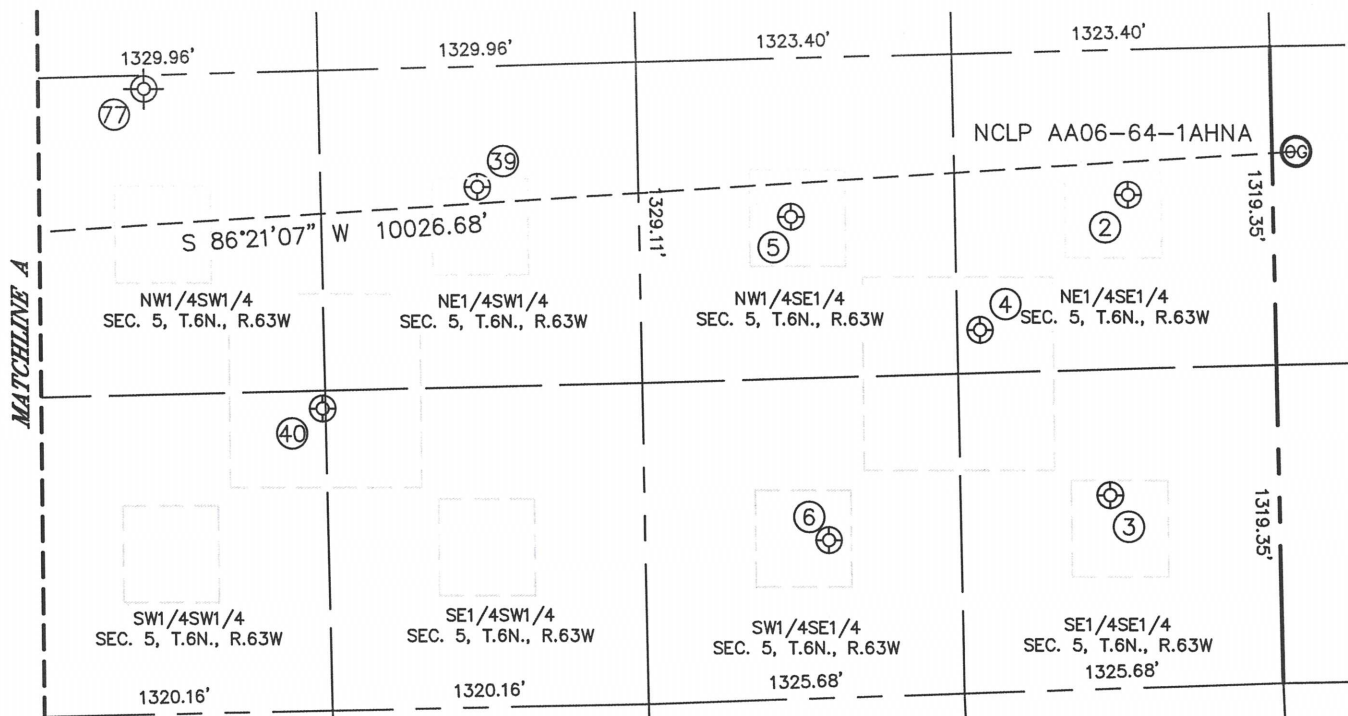 1329.96'
1329.96'
1323.40'
1323.40'
77
39
NCLP AA06-64-1AHNA
OG
S 86°21'07" W 10026.68'
1329.11'
5
2
1319.35'
MATCHLINE A
NW1/4SW1/4
SEC. 5, T.6N., R.63W
NE1/4SW1/4
SEC. 5, T.6N., R.63W
NW1/4SE1/4
SEC. 5, T.6N., R.63W
4
NE1/4SE1/4
SEC. 5, T.6N., R.63W
40
6
3
1319.35'
SW1/4SW1/4
SEC. 5, T.6N., R.63W
SE1/4SW1/4
SEC. 5, T.6N., R.63W
SW1/4SE1/4
SEC. 5, T.6N., R.63W
SE1/4SE1/4
SEC. 5, T.6N., R.63W
1320.16'
1320.16'
1325.68'
1325.68'